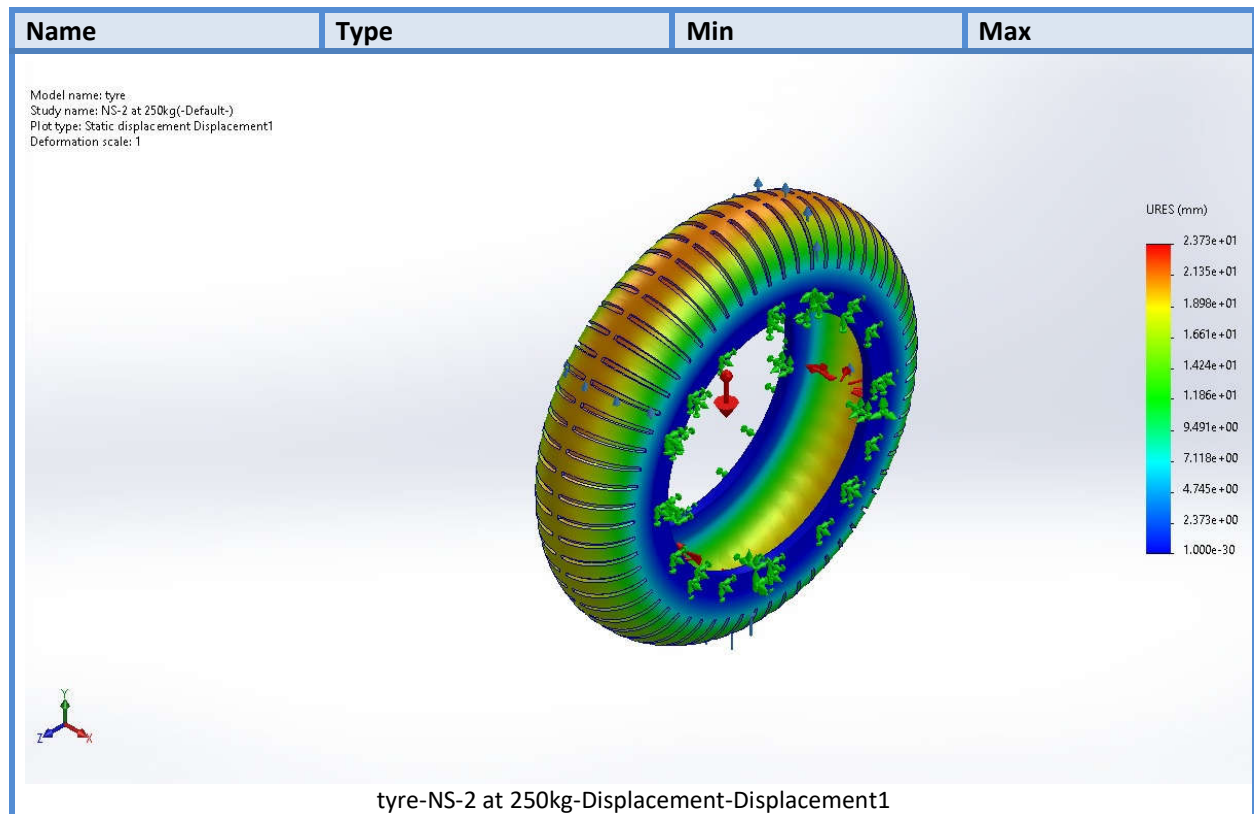 Name Type Min Max
Model name: tyre
Study name: NS-2 at 250kg(-Default-)
Plot type: Static displacement Displacement1
Deformation scale: 1
URES (mm)
2.373e+01
2.135e+01
1.898e+01
1.661e+01
1.424e+01
1.186e+01
9.491e+00
7.118e+00
4.745e+00
2.373e+00
1.000e-30
Y
Z
X
tyre-NS-2 at 250kg-Displacement-Displacement1